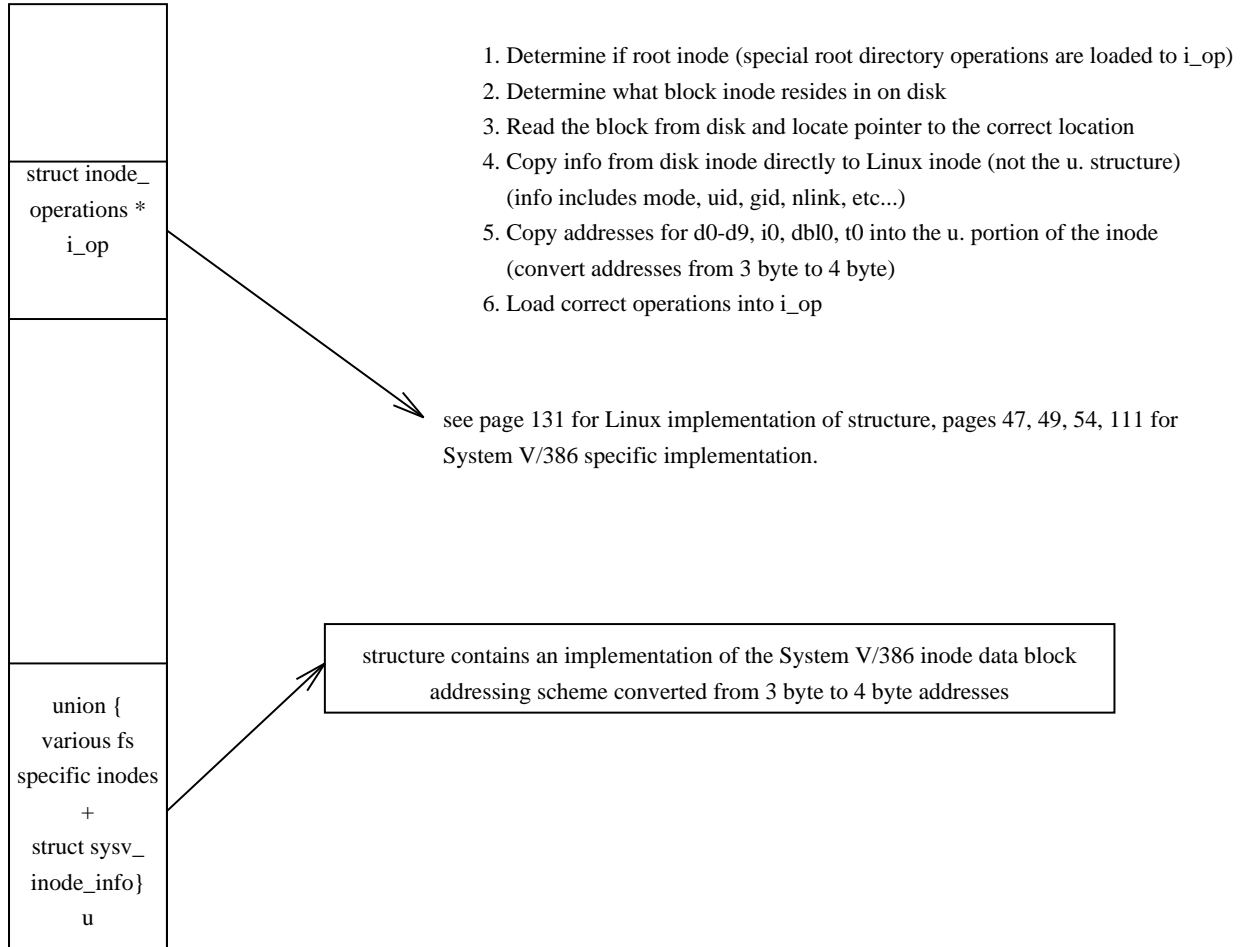 1. Determine if root inode (special root directory operations are loaded to i_op)
2. Determine what block inode resides in on disk
3. Read the block from disk and locate pointer to the correct location
4. Copy info from disk inode directly to Linux inode (not the u. structure)
(info includes mode, uid, gid, nlink, etc...)
5. Copy addresses for d0-d9, i0, dbl0, t0 into the u. portion of the inode
(convert addresses from 3 byte to 4 byte)
6. Load correct operations into i_op
struct inode_
operations *
i_op
see page 131 for Linux implementation of structure, pages 47, 49, 54, 111 for
System V/386 specific implementation.
structure contains an implementation of the System V/386 inode data block
addressing scheme converted from 3 byte to 4 byte addresses
union {
various fs
specific inodes
+
struct sysv_
inode_info}
u